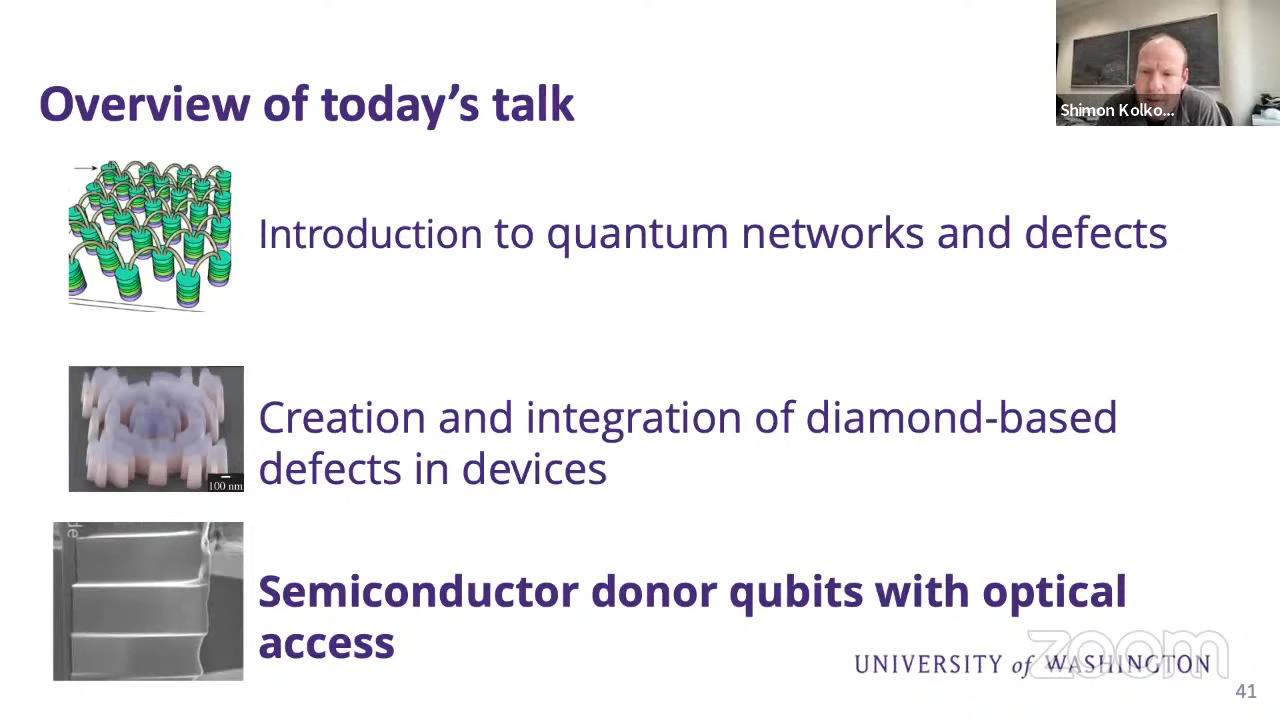 Overview of today's talk
Shimon Kolko...
Introduction to quantum networks and defects
100 nm
Creation and integration of diamond-based
defects in devices
de
Semiconductor donor qubits with optical
access
zoom
UNIVERSITY of WASHINGTON
41